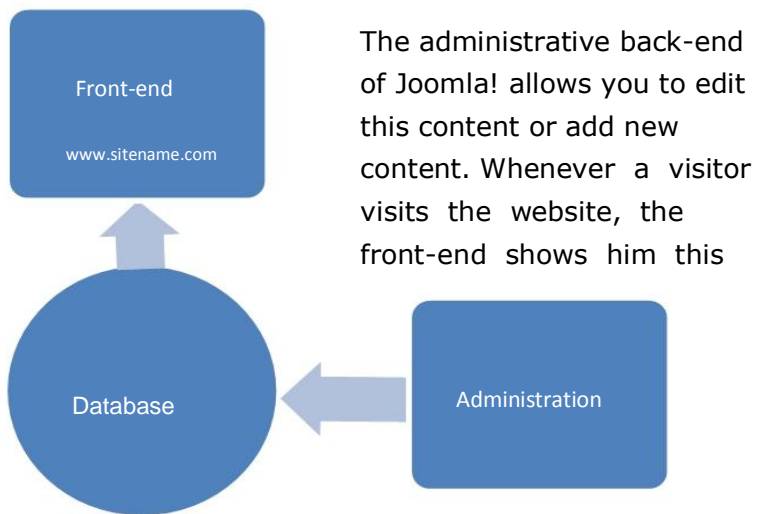 Front-end
www.sitename.com
The administrative back-end
of Joomla! allows you to edit
this content or add new
content. Whenever a visitor
visits the website, the
front-end shows him this
Database
Administration